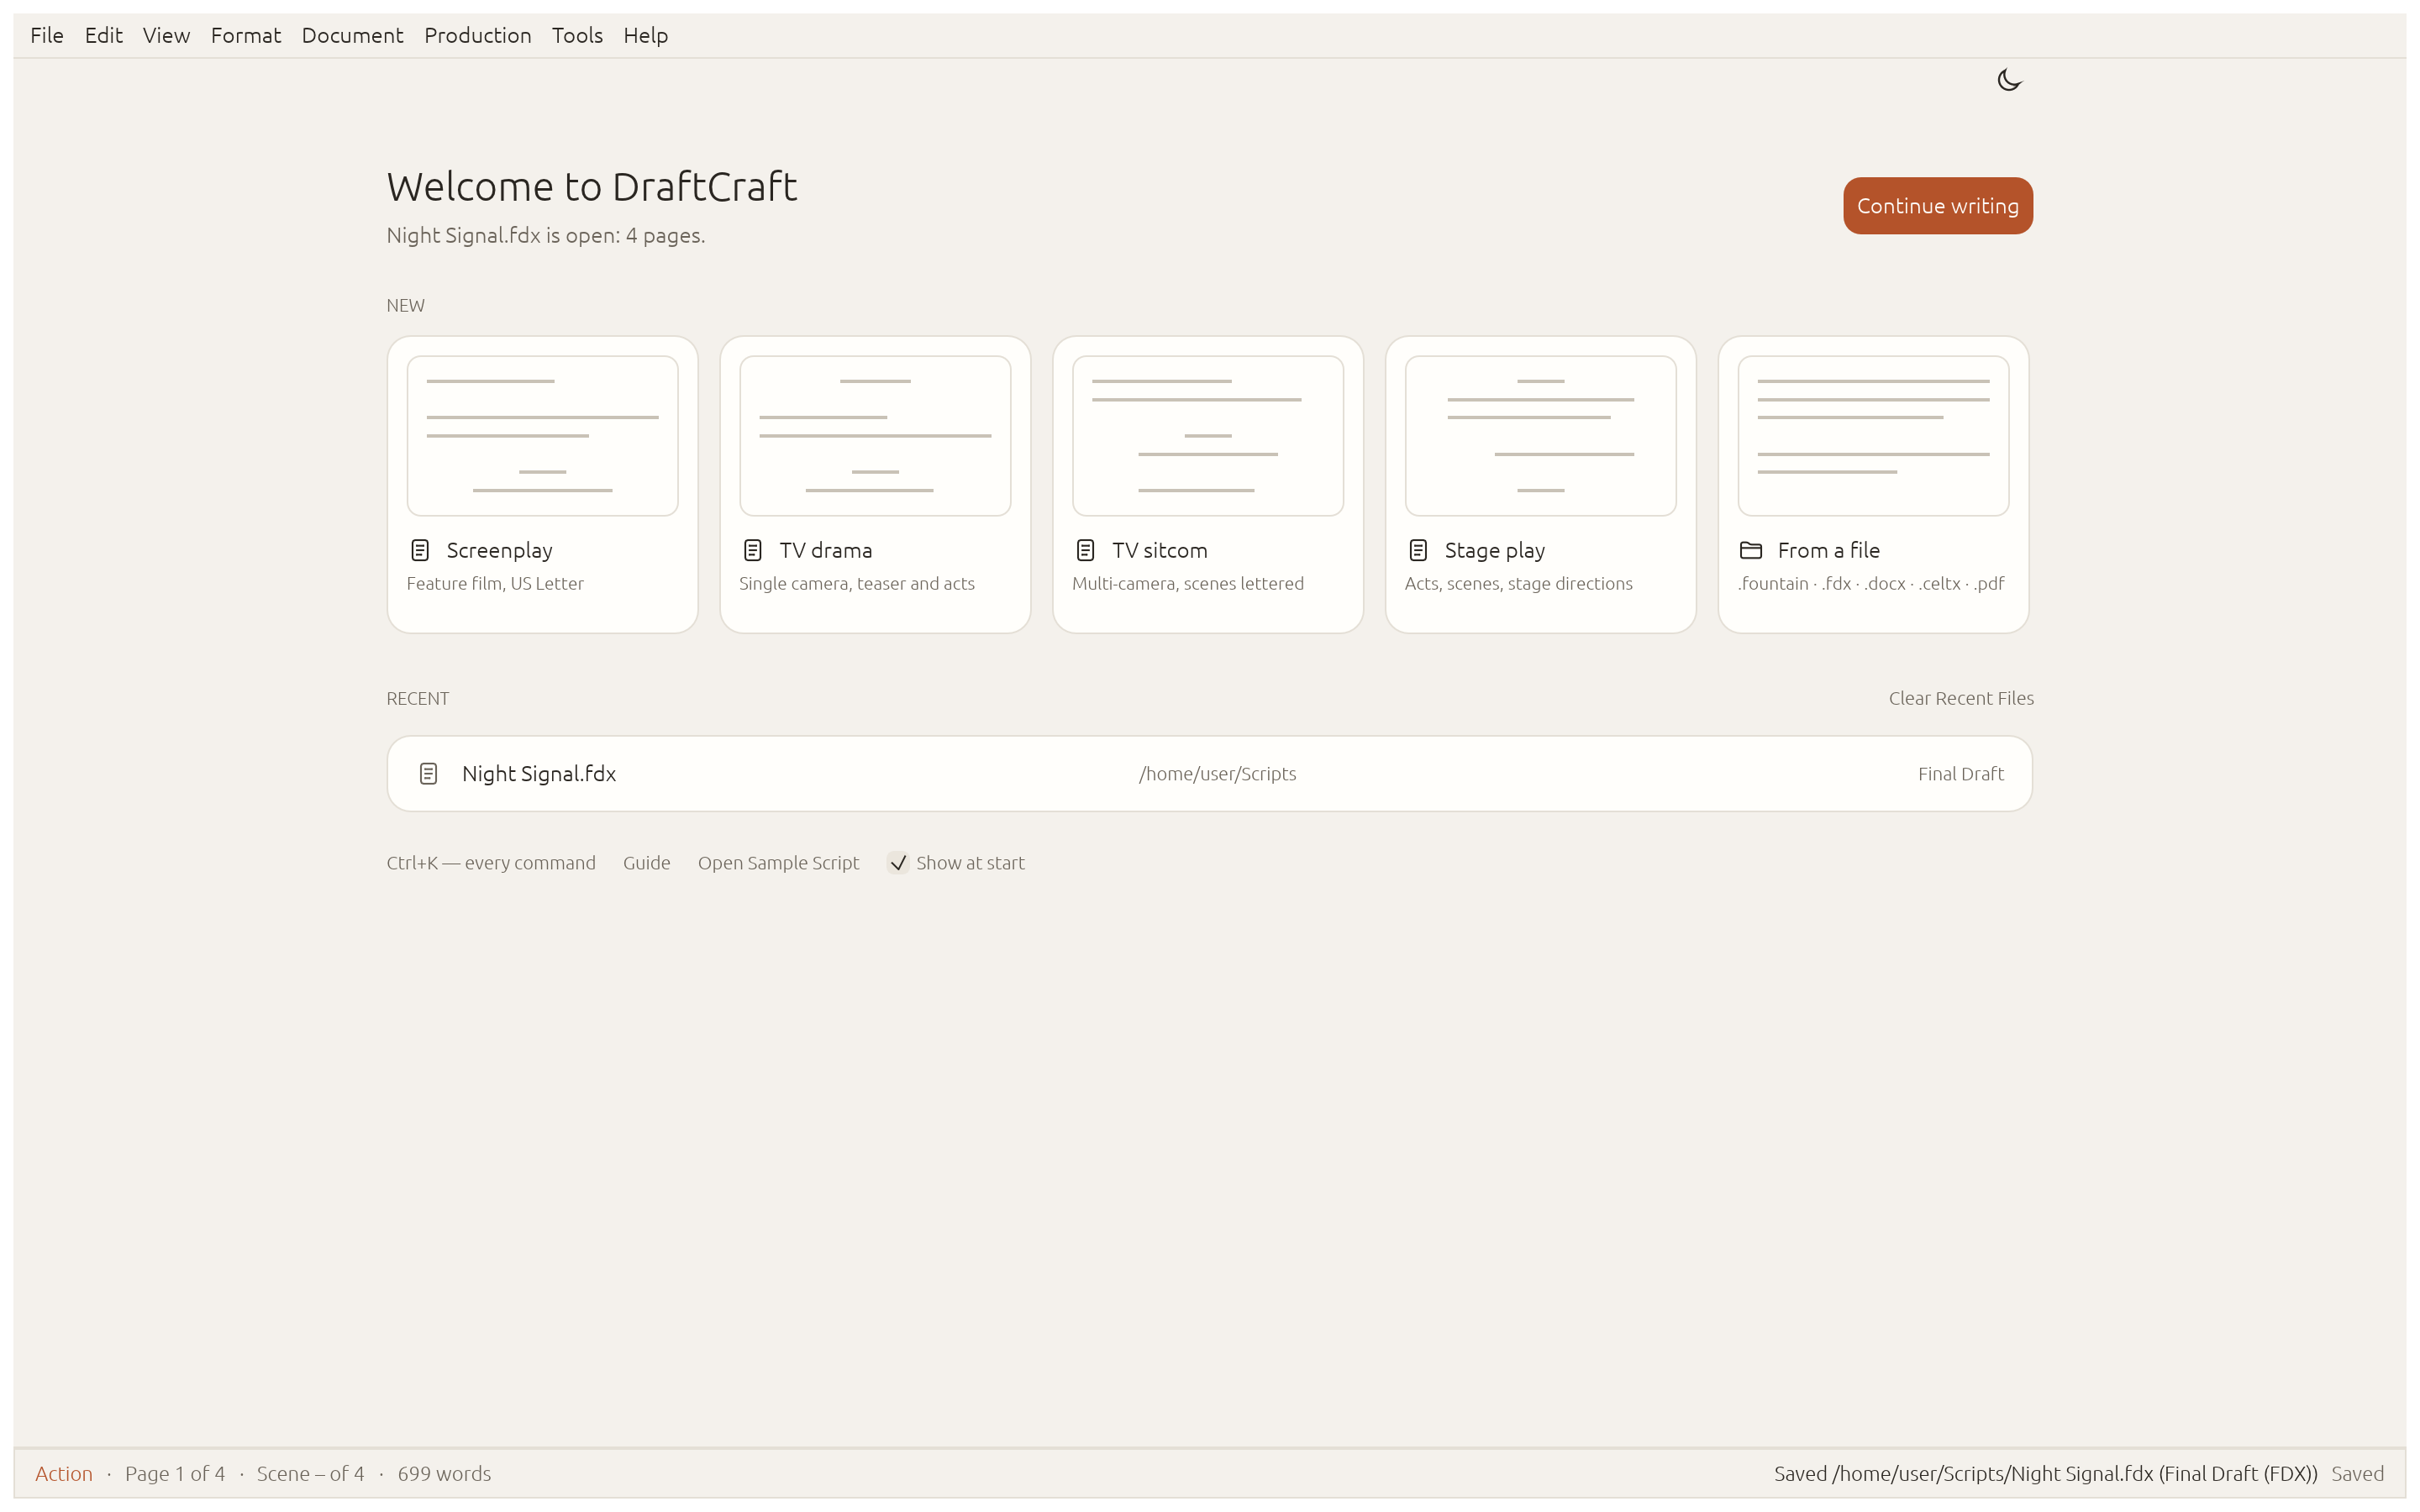 File Edit View Format Document Production Tools Help
Welcome to DraftCraft
Night Signal.fdx is open: 4 pages.
Continue writing
NEW
Screenplay
Feature film, US Letter
TV drama
Single camera, teaser and acts
TV sitcom
Multi-camera, scenes lettered
Stage play
Acts, scenes, stage directions
From a file
.fountain · .fdx · .docx · .celtx · .pdf
RECENT
Clear Recent Files
Night Signal.fdx /home/user/Scripts Final Draft
Ctrl+K — every command Guide Open Sample Script Show at start
Action · Page 1 of 4 · Scene – of 4 · 699 words
Saved /home/user/Scripts/Night Signal.fdx (Final Draft (FDX)) Saved